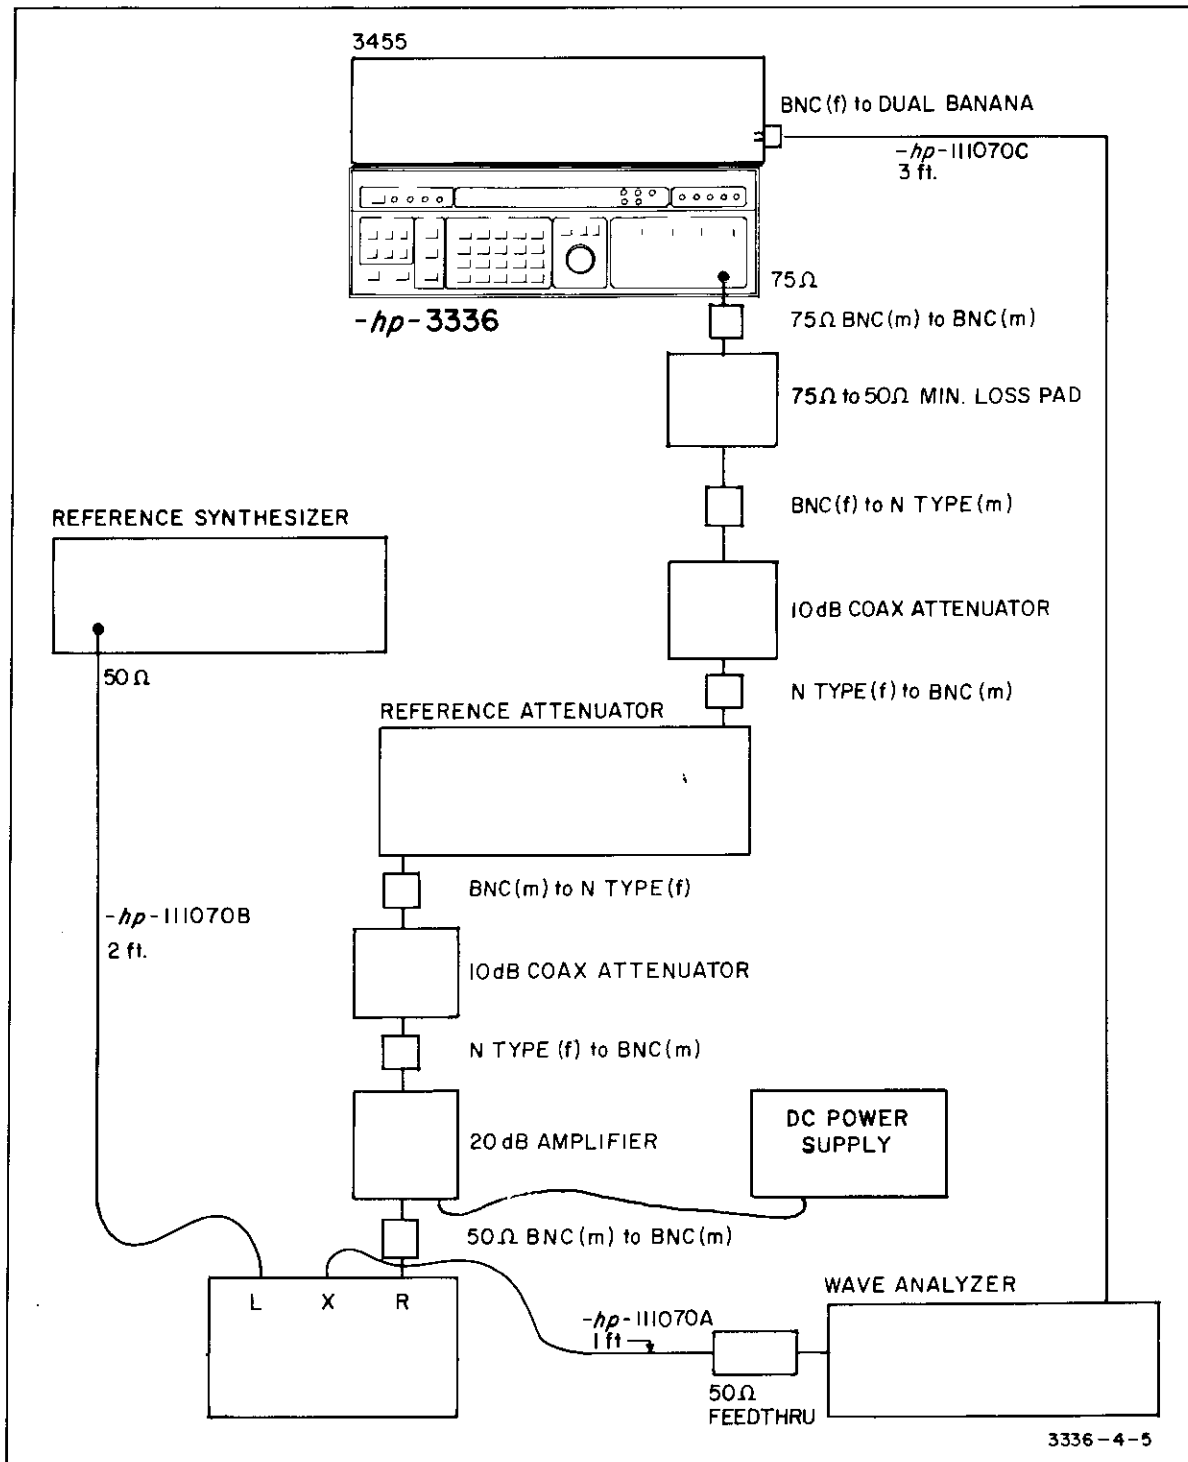 3455
BNC(f) to DUAL BANANA
-hp-111070C
3 ft.
75Ω
-hp-3336
75Ω BNC(m) to BNC(m)
75Ω to 50Ω MIN. LOSS PAD
BNC(f) to N TYPE(m)
REFERENCE SYNTHESIZER
10dB COAX ATTENUATOR
50Ω
N TYPE(f) to BNC(m)
REFERENCE ATTENUATOR
BNC(m) to N TYPE(f)
-hp-111070B
2 ft.
10dB COAX ATTENUATOR
N TYPE (f) to BNC(m)
20dB AMPLIFIER
DC POWER
SUPPLY
50Ω BNC(m) to BNC(m)
L X R
WAVE ANALYZER
-hp-111070A
1 ft
50Ω
FEEDTHRU
3336-4-5